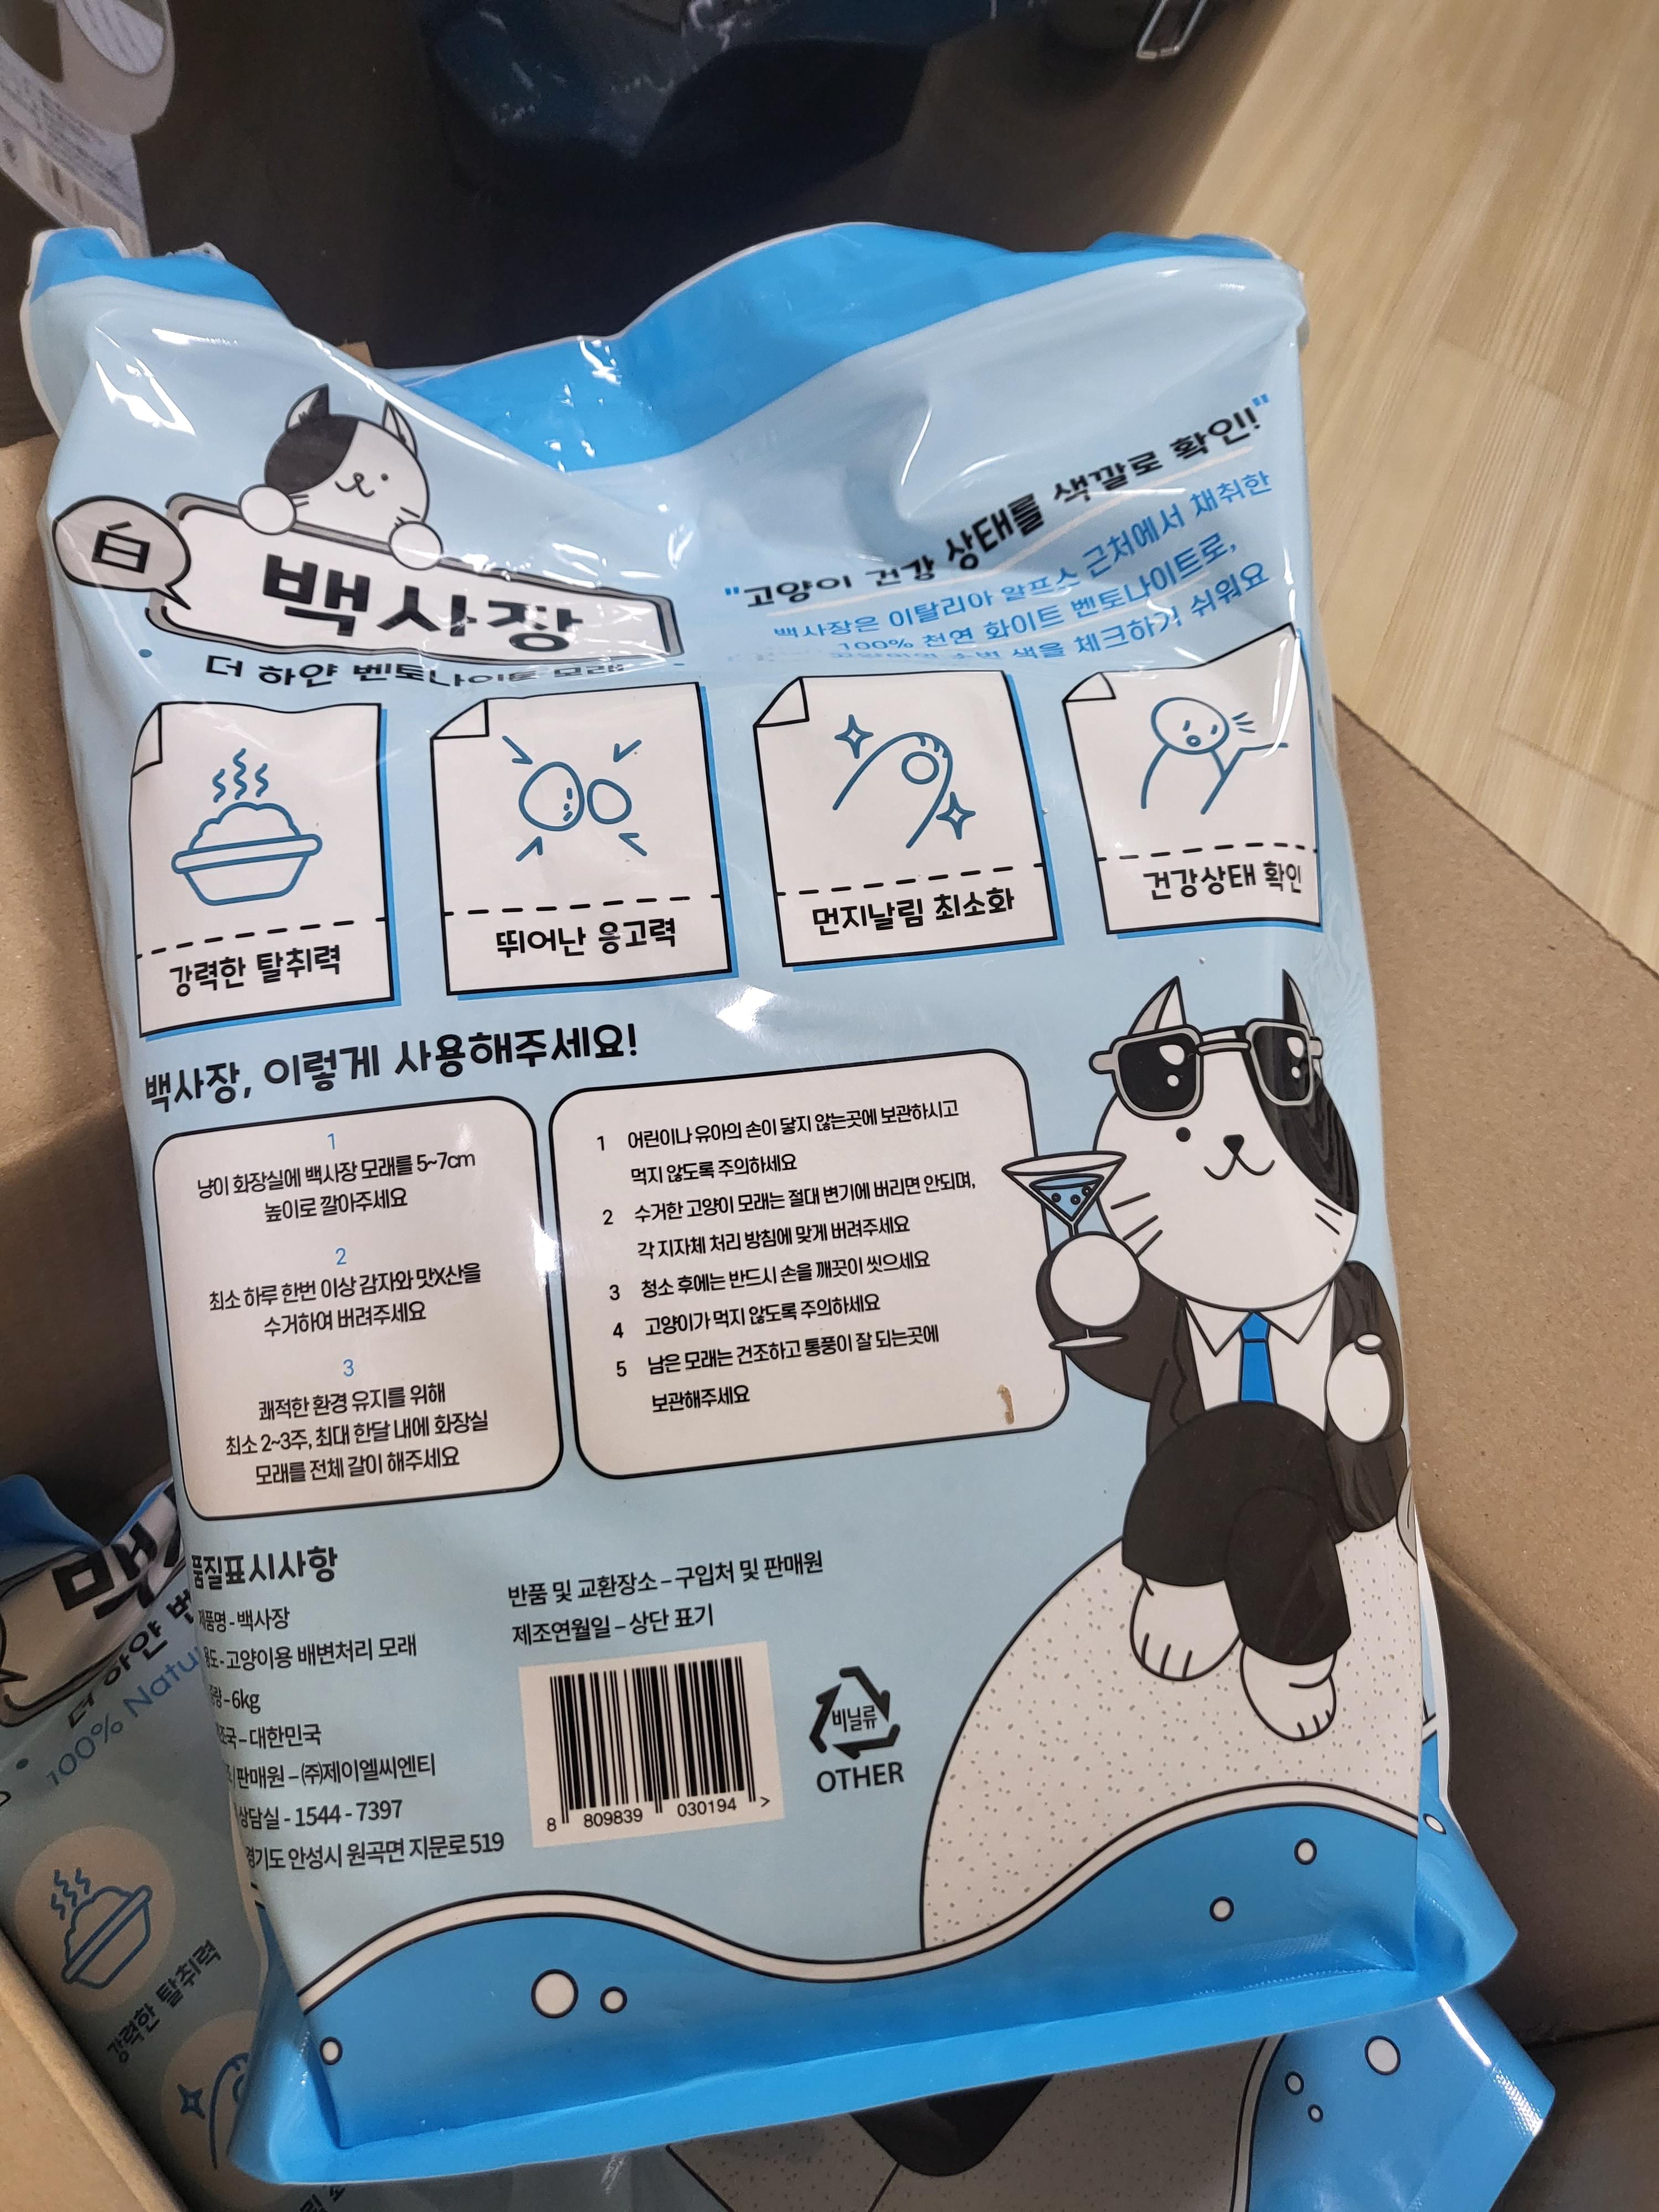 白
백사장
더 하얀 벤토나이트 모래
"고양이 건강 상태를 색깔로 확인!"
백사장은 이탈리아 알프스 근처에서 채취한
100% 천연 화이트 벤토나이트로,
고양이의 소변 색을 체크하기 쉬워요
강력한 탈취력
뛰어난 응고력
먼지날림 최소화
건강상태 확인
백사장, 이렇게 사용해주세요!
1
냥이 화장실에 백사장 모래를 5~7cm
높이로 깔아주세요
2
최소 하루 한번 이상 감자와 맛X산을
수거하여 버려주세요
3
쾌적한 환경 유지를 위해
최소 2~3주, 최대 한달 내에 화장실
모래를 전체 갈이 해주세요
1 어린이나 유아의 손이 닿지 않는곳에 보관하시고
먹지 않도록 주의하세요
2 수거한 고양이 모래는 절대 변기에 버리면 안되며,
각 지자체 처리 방침에 맞게 버려주세요
3 청소 후에는 반드시 손을 깨끗이 씻으세요
4 고양이가 먹지 않도록 주의하세요
5 남은 모래는 건조하고 통풍이 잘 되는곳에
보관해주세요
품질표시사항
제품명 - 백사장
용도 - 고양이용 배변처리 모래
중량 - 6kg
제조국 - 대한민국
판매원 - ㈜제이엘씨엔티
상담실 - 1544 - 7397
경기도 안성시 원곡면 지문로 519
반품 및 교환장소 - 구입처 및 판매원
제조연월일 - 상단 표기
8 809839 030194 >
비닐류
OTHER
더 하얀
100% Natu
강력한 탈취력